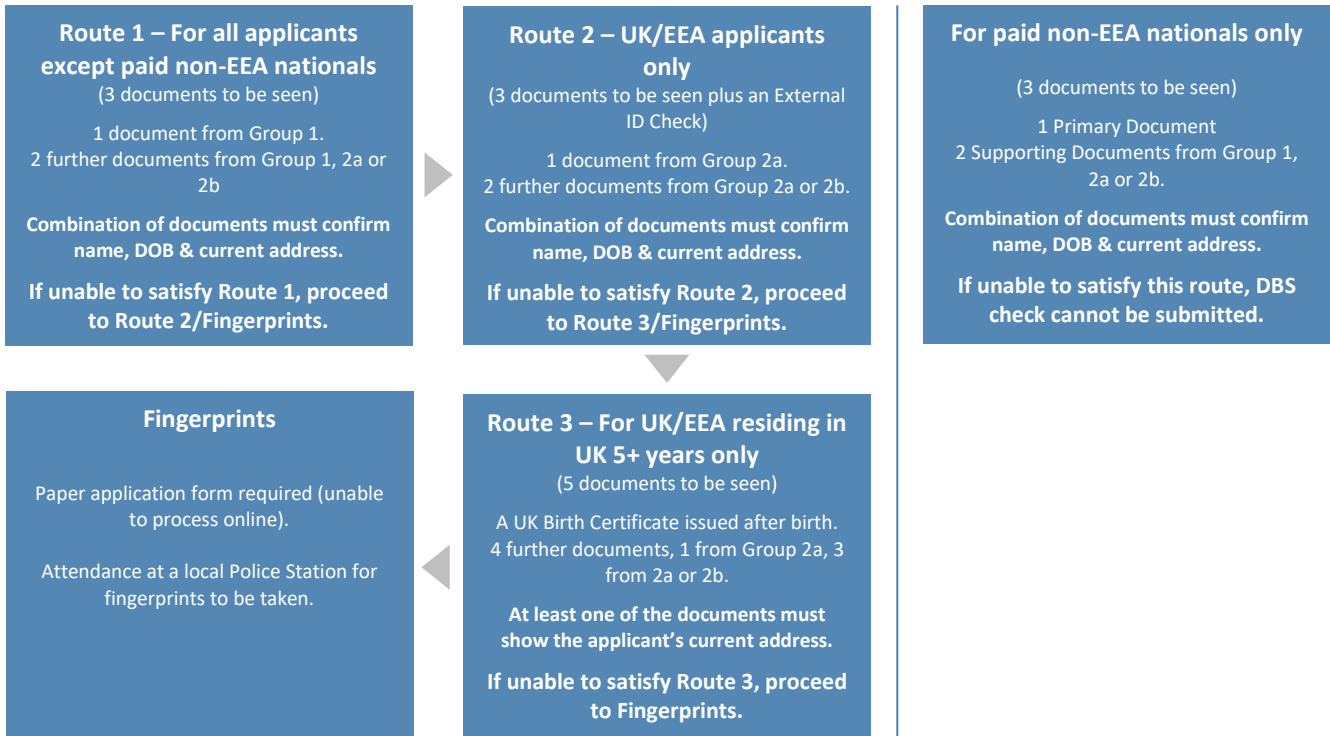 Route 1 – For all applicants
except paid non-EEA nationals
(3 documents to be seen)
1 document from Group 1.
2 further documents from Group 1, 2a or
2b
Combination of documents must confirm
name, DOB & current address.
If unable to satisfy Route 1, proceed
to Route 2/Fingerprints.
Route 2 – UK/EEA applicants
only
(3 documents to be seen plus an External
ID Check)
1 document from Group 2a.
2 further documents from Group 2a or 2b.
Combination of documents must confirm
name, DOB & current address.
If unable to satisfy Route 2, proceed
to Route 3/Fingerprints.
For paid non-EEA nationals only
(3 documents to be seen)
1 Primary Document
2 Supporting Documents from Group 1,
2a or 2b.
Combination of documents must confirm
name, DOB & current address.
If unable to satisfy this route, DBS
check cannot be submitted.
Route 3 – For UK/EEA residing in
UK 5+ years only
(5 documents to be seen)
A UK Birth Certificate issued after birth.
4 further documents, 1 from Group 2a, 3
from 2a or 2b.
At least one of the documents must
show the applicant’s current address.
If unable to satisfy Route 3, proceed
to Fingerprints.
Fingerprints
Paper application form required (unable
to process online).
Attendance at a local Police Station for
fingerprints to be taken.